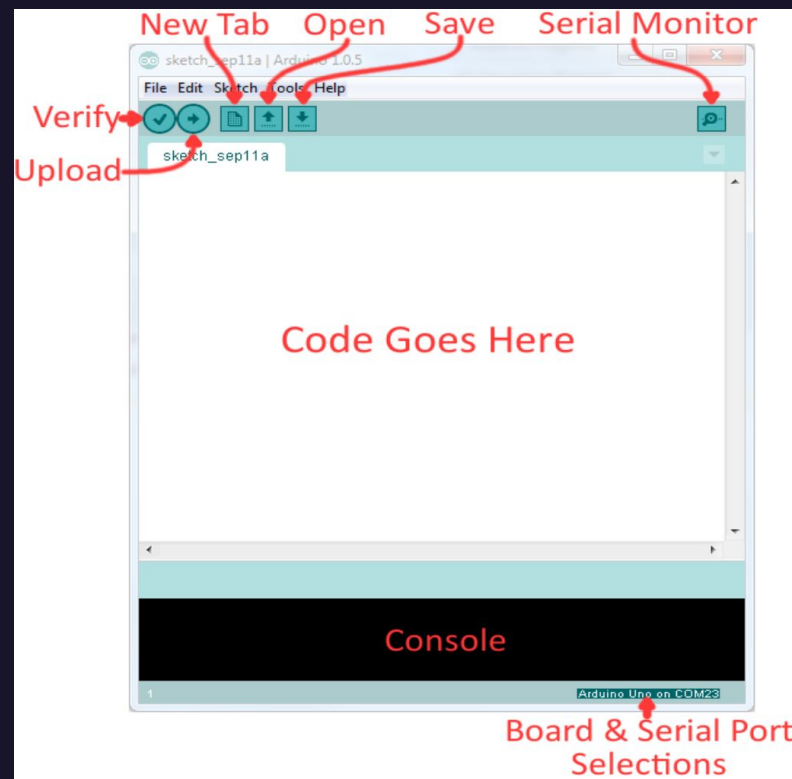 New Tab Open Save Serial Monitor
sketch_sep11a | Arduino 1.0.5
File Edit Sketch Tools Help
Verify
Upload
sketch_sep11a
Code Goes Here
Console
1
Arduino Uno on COM23
Board & Serial Port
Selections